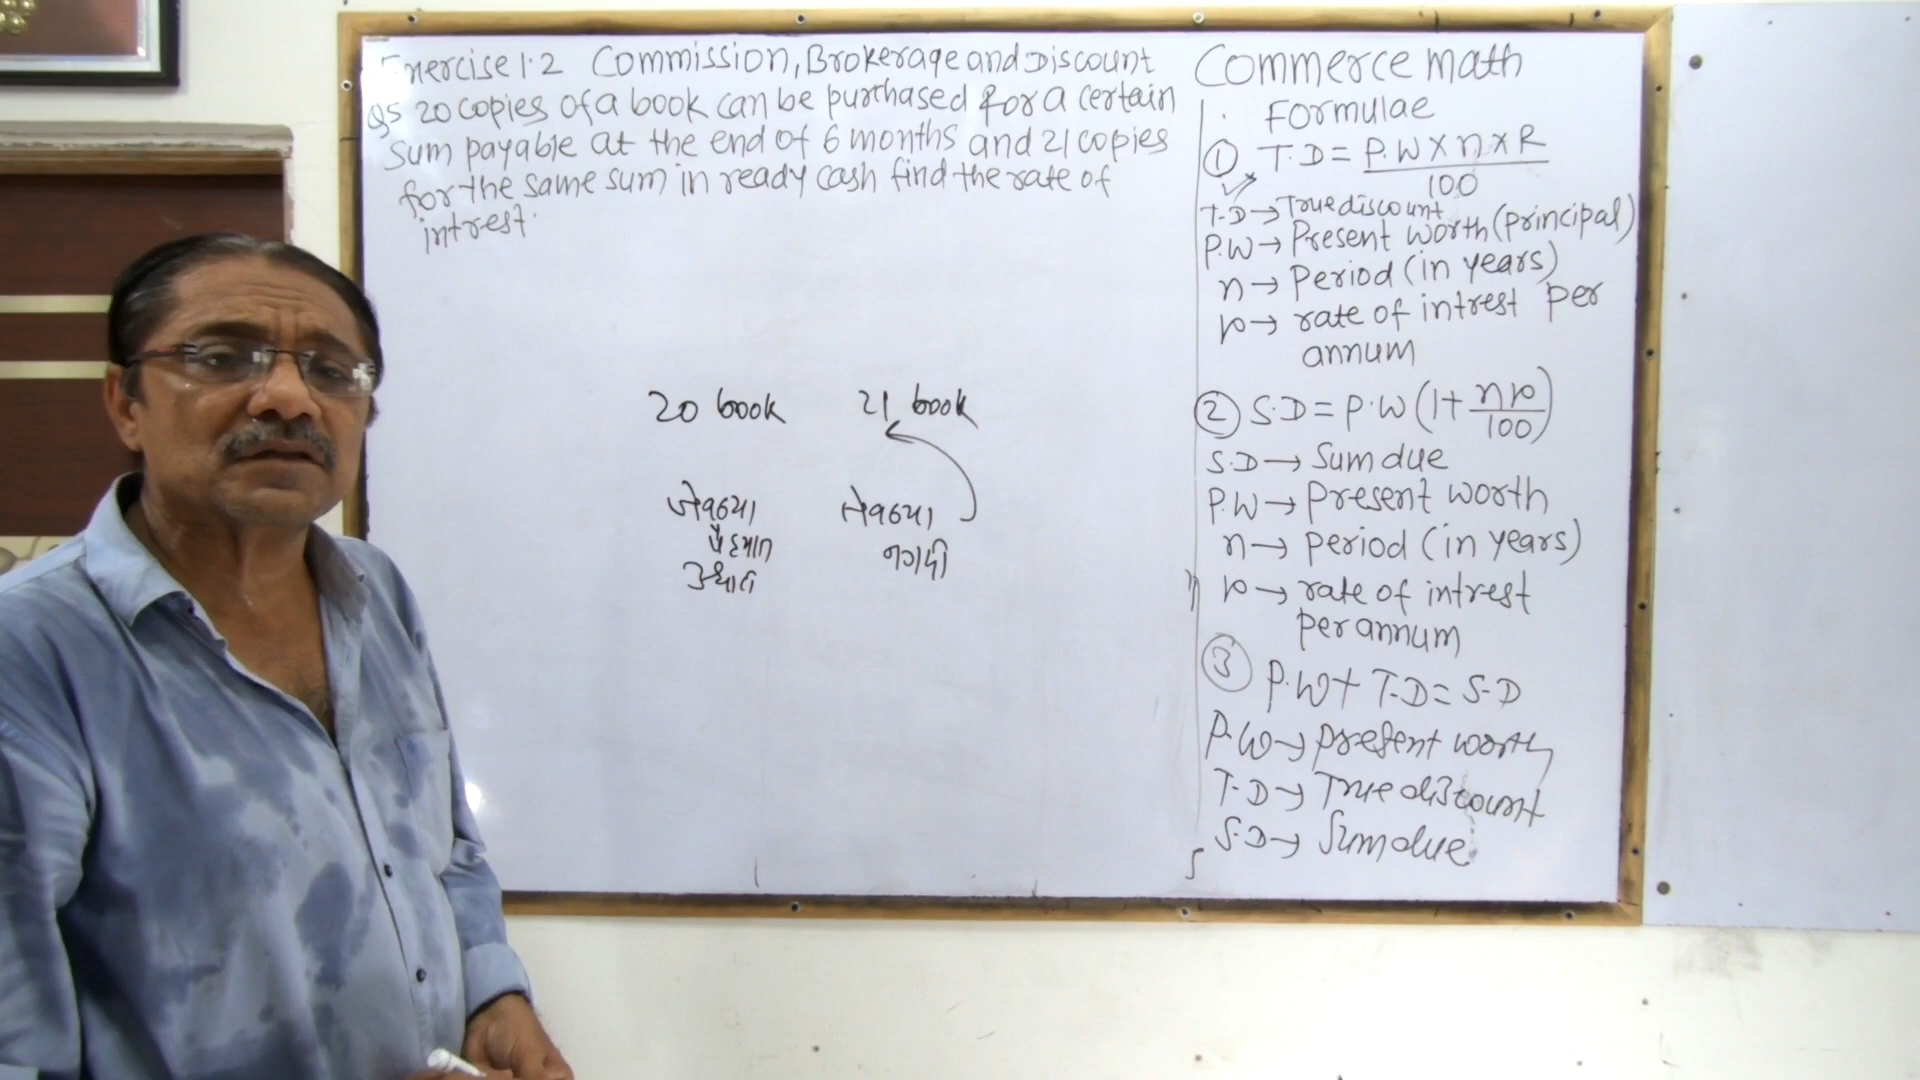 Exercise 1.2 Commission, Brokerage and Discount
Q5 20 copies of a book can be purchased for a certain
sum payable at the end of 6 months and 21 copies
for the same sum in ready cash find the rate of
intrest.
20 book 21 book
ઉધાર
નગદી
Commerce math
Formulae
① T.D = P.W x n x R
100
T.D → True discount
P.W → Present worth (principal)
n → Period (in years)
r → rate of intrest per
annum
② S.D = P.W (1 + nr/100)
S.D → Sum due
P.W → Present worth
n → period (in years)
r → rate of intrest
per annum
③ P.W + T.D = S.D
P.W → present worth
T.D → True discount
S.D → Sum due